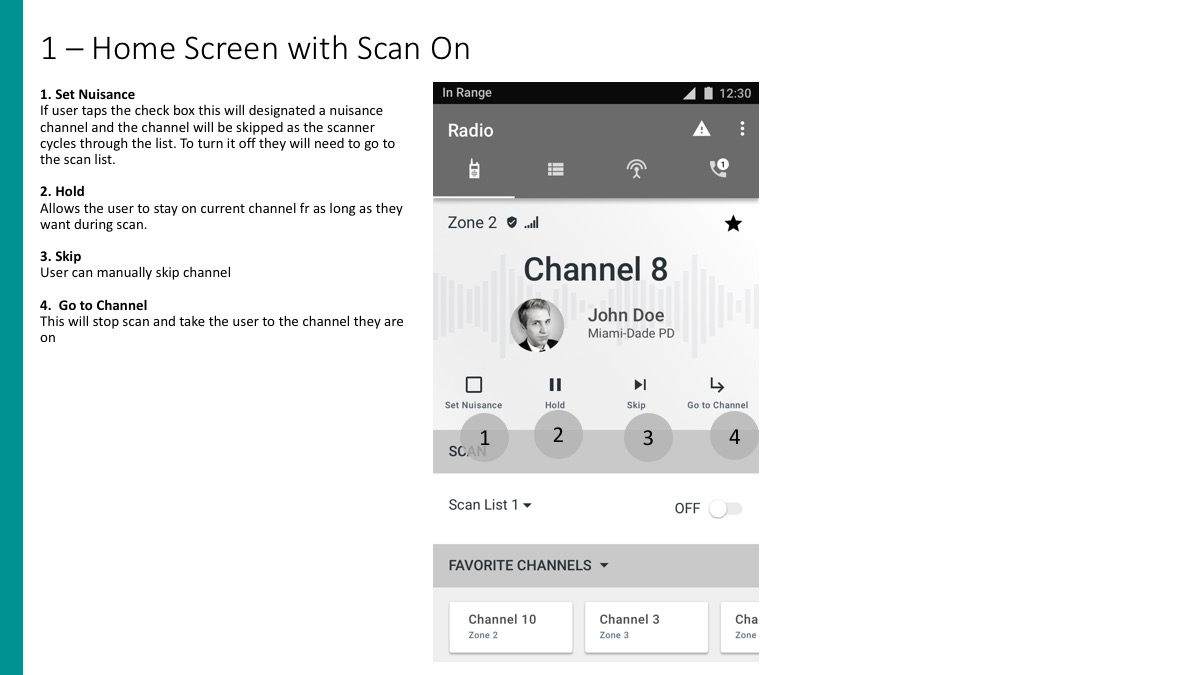 1 – Home Screen with Scan On
1. Set Nuisance
If user taps the check box this will designated a nuisance
channel and the channel will be skipped as the scanner
cycles through the list. To turn it off they will need to go to
the scan list.
2. Hold
Allows the user to stay on current channel fr as long as they
want during scan.
3. Skip
User can manually skip channel
4. Go to Channel
This will stop scan and take the user to the channel they are
on
In Range 12:30
Radio
1
Zone 2
Channel 8
John Doe
Miami-Dade PD
Set Nuisance Hold Skip Go to Channel
1 2 3 4
SCAN
Scan List 1 OFF
FAVORITE CHANNELS
Channel 10 Channel 3 Cha
Zone 2 Zone 3 Zone